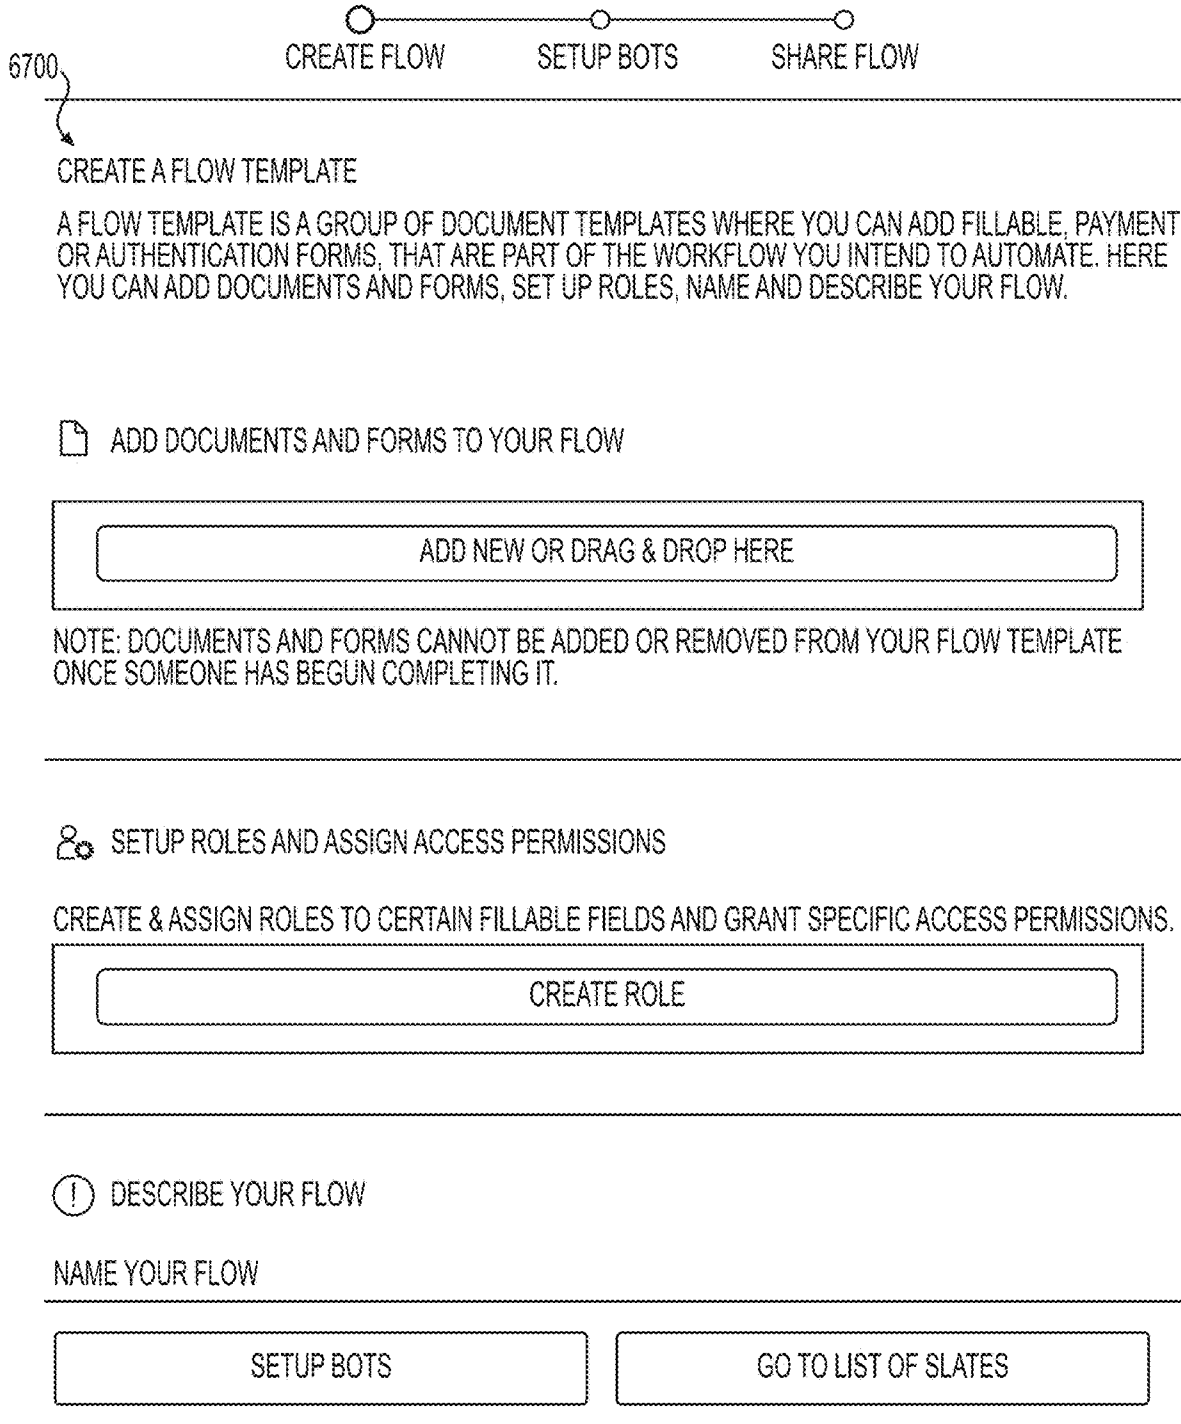 CREATE FLOW SETUP BOTS SHARE FLOW
6700
CREATE A FLOW TEMPLATE
A FLOW TEMPLATE IS A GROUP OF DOCUMENT TEMPLATES WHERE YOU CAN ADD FILLABLE, PAYMENT
OR AUTHENTICATION FORMS, THAT ARE PART OF THE WORKFLOW YOU INTEND TO AUTOMATE. HERE
YOU CAN ADD DOCUMENTS AND FORMS, SET UP ROLES, NAME AND DESCRIBE YOUR FLOW.
ADD DOCUMENTS AND FORMS TO YOUR FLOW
ADD NEW OR DRAG & DROP HERE
NOTE: DOCUMENTS AND FORMS CANNOT BE ADDED OR REMOVED FROM YOUR FLOW TEMPLATE
ONCE SOMEONE HAS BEGUN COMPLETING IT.
SETUP ROLES AND ASSIGN ACCESS PERMISSIONS
CREATE & ASSIGN ROLES TO CERTAIN FILLABLE FIELDS AND GRANT SPECIFIC ACCESS PERMISSIONS.
CREATE ROLE
! DESCRIBE YOUR FLOW
NAME YOUR FLOW
SETUP BOTS GO TO LIST OF SLATES